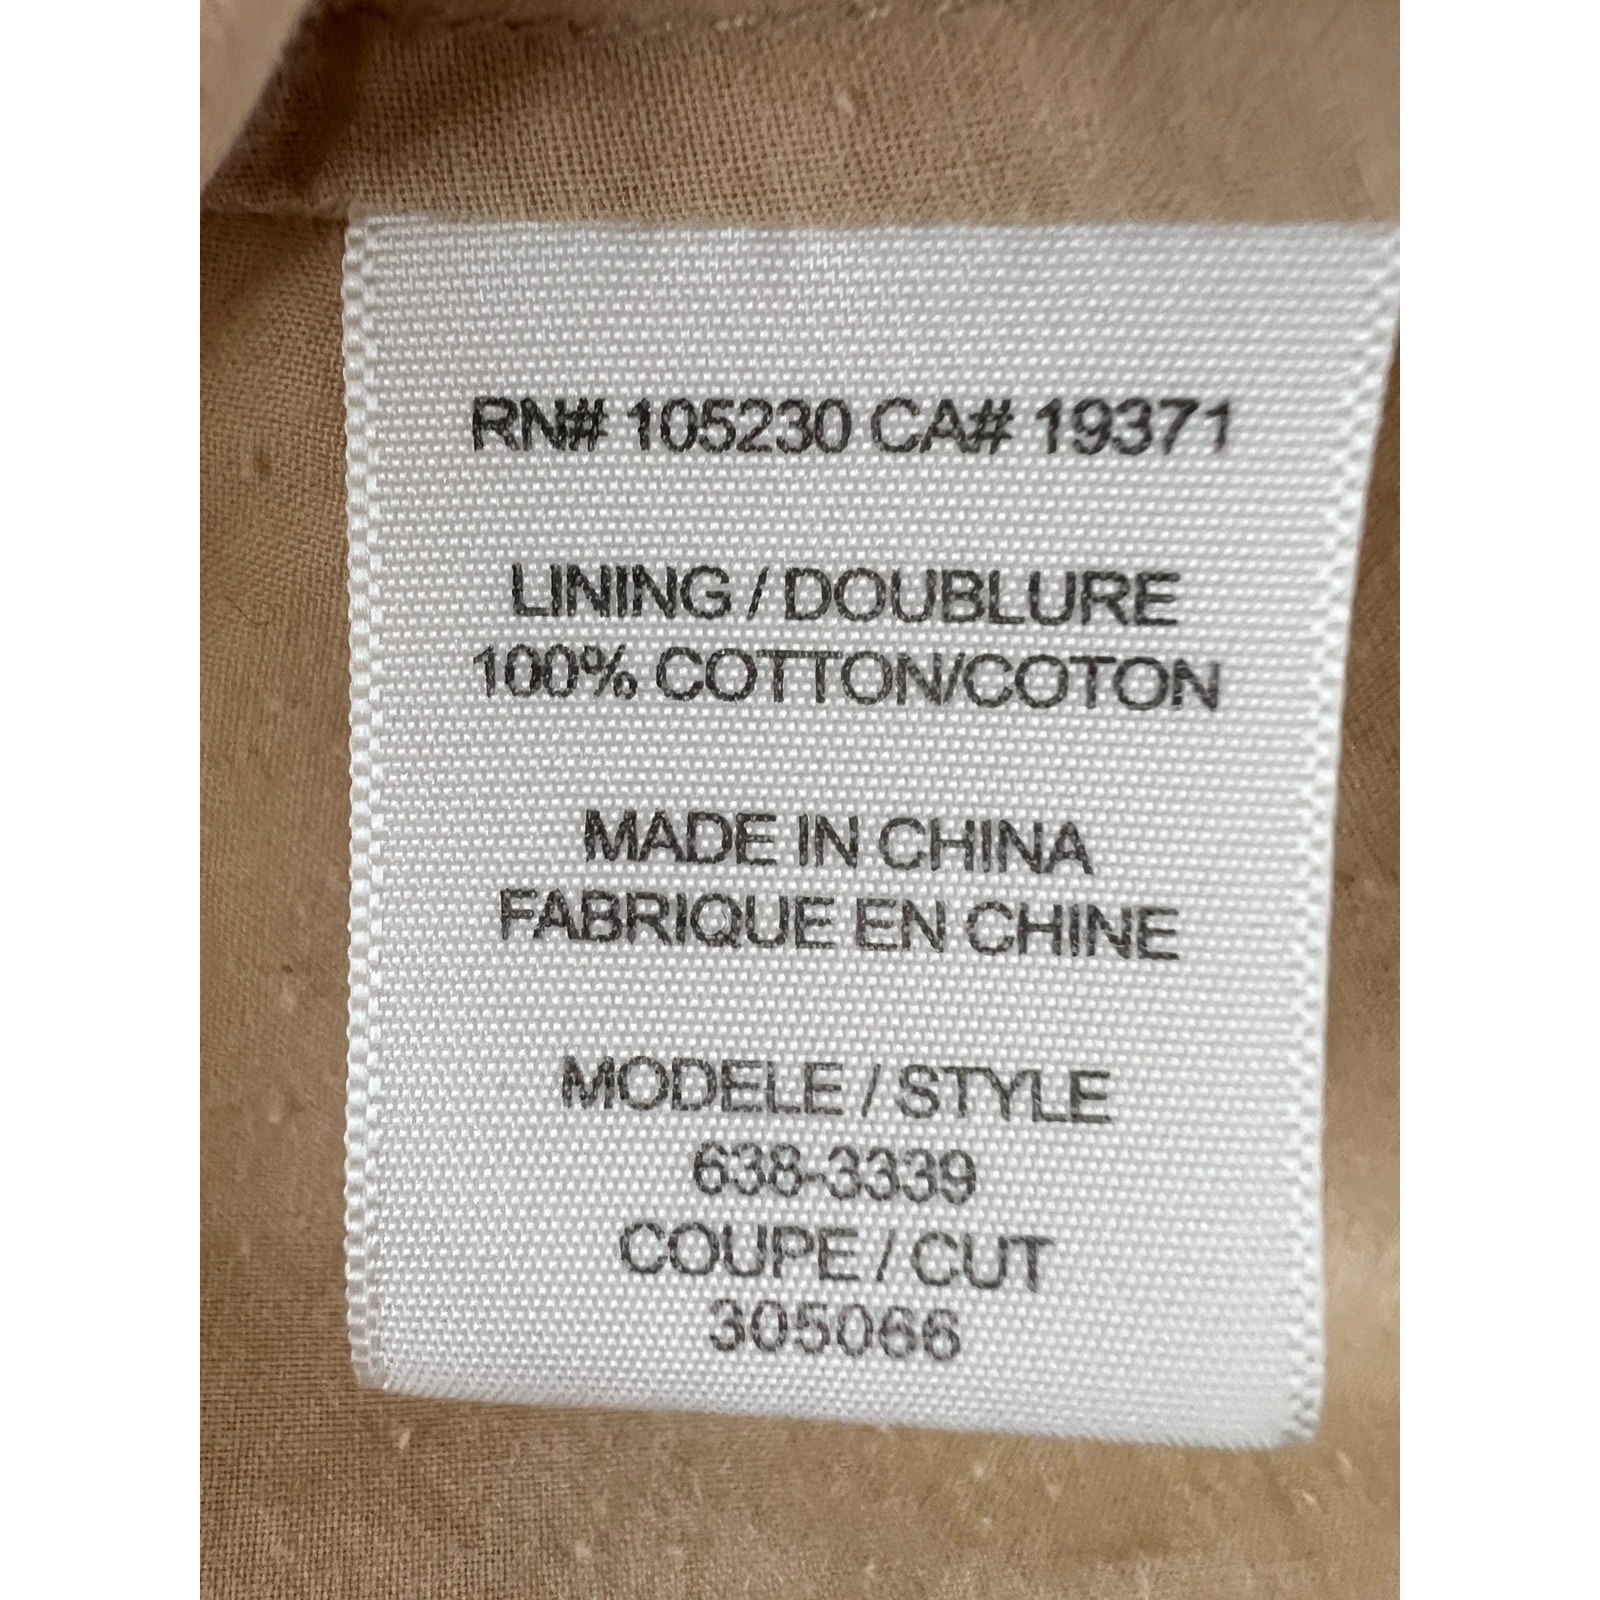 RN# 105230 CA# 19371
LINING / DOUBLURE
100% COTTON/COTON
MADE IN CHINA
FABRIQUE EN CHINE
MODELE / STYLE
638-3339
COUPE / CUT
305066